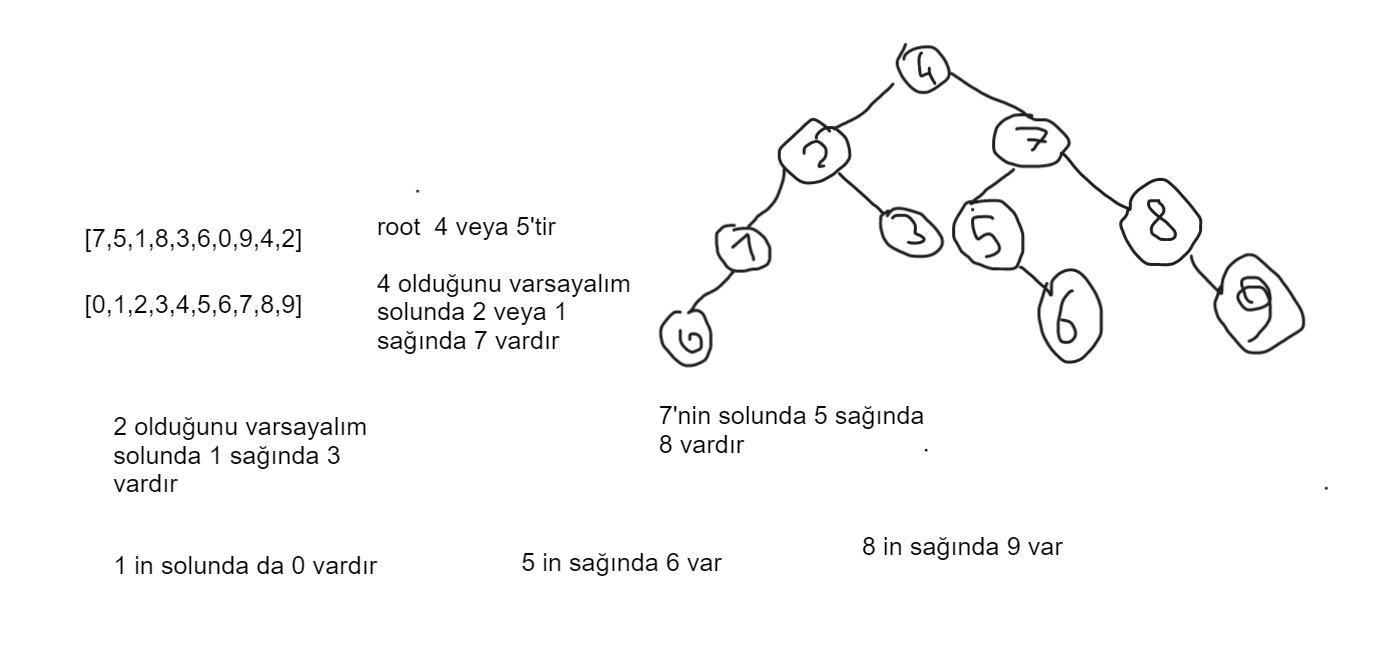 [7,5,1,8,3,6,0,9,4,2]
[0,1,2,3,4,5,6,7,8,9]
root 4 veya 5'tir
4 olduğunu varsayalım
solunda 2 veya 1
sağında 7 vardır
4
2
7
1
3
5
8
0
6
9
2 olduğunu varsayalım
solunda 1 sağında 3
vardır
7'nin solunda 5 sağında
8 vardır
1 in solunda da 0 vardır
5 in sağında 6 var
8 in sağında 9 var